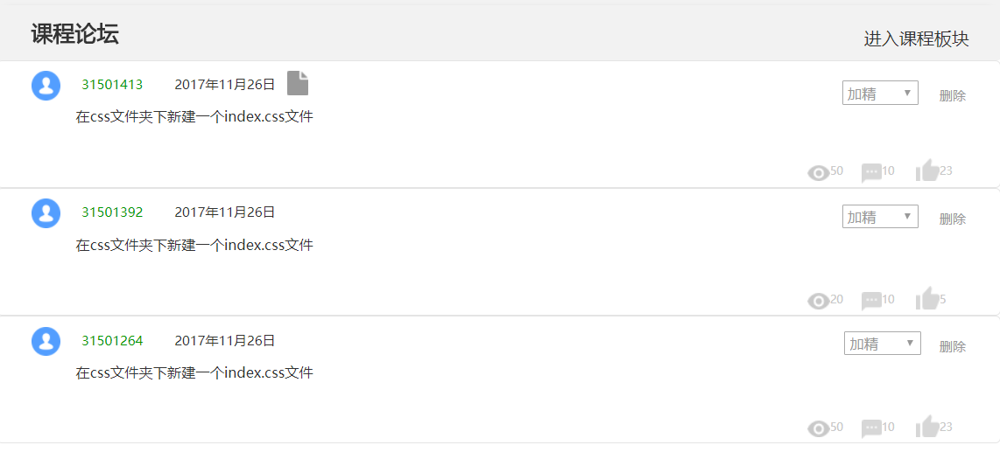 课程论坛 进入课程板块
31501413 2017年11月26日 加精 删除
在css文件夹下新建一个index.css文件
50 10 23
31501392 2017年11月26日 加精 删除
在css文件夹下新建一个index.css文件
20 10 5
31501264 2017年11月26日 加精 删除
在css文件夹下新建一个index.css文件
50 10 23